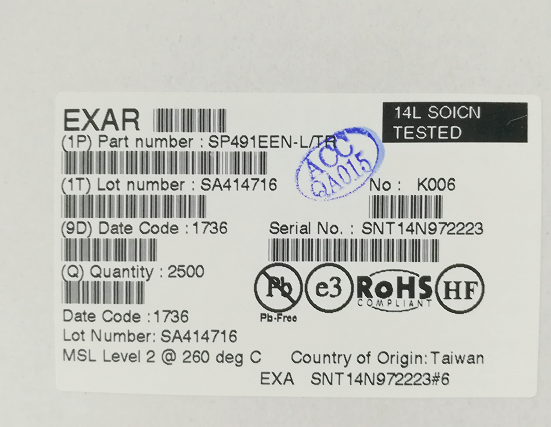 EXAR
14L SOICN
TESTED
(1P) Part number : SP491EEN-L/TR
ACC
QA015
(1T) Lot number : SA414716
No : K006
(9D) Date Code : 1736
Serial No. : SNT14N972223
(Q) Quantity : 2500
Pb
e3
RoHS
COMPLIANT
HF
Pb-Free
Date Code : 1736
Lot Number: SA414716
MSL Level 2 @ 260 deg C
Country of Origin: Taiwan
EXA SNT14N972223#6